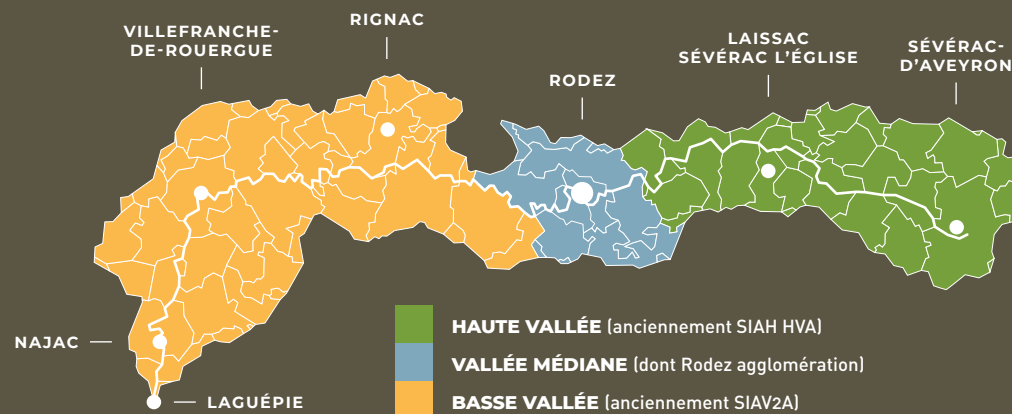 VILLEFRANCHE-
DE-ROUERGUE
RIGNAC
RODEZ
LAISSAC
SÉVÉRAC L'ÉGLISE
SÉVÉRAC-
D'AVEYRON
NAJAC
LAGUÉPIE
HAUTE VALLÉE (anciennement SIAH HVA)
VALLÉE MÉDIANE (dont Rodez agglomération)
BASSE VALLÉE (anciennement SIAV2A)